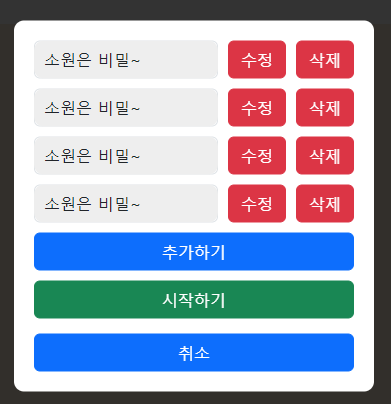 소원은 비밀~ 수정 삭제
소원은 비밀~ 수정 삭제
소원은 비밀~ 수정 삭제
소원은 비밀~ 수정 삭제
추가하기
시작하기
취소